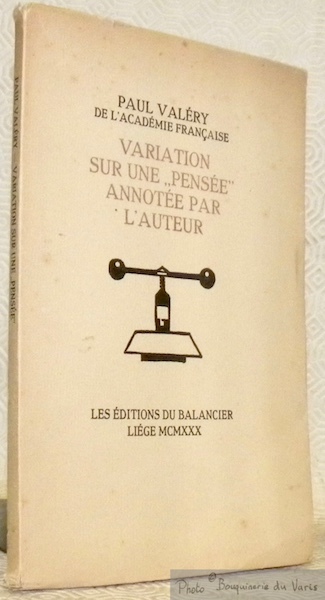 PAUL VALÉRY
DE L'ACADÉMIE FRANÇAISE
VARIATION
SUR UNE „PENSÉE"
ANNOTÉE PAR
L'AUTEUR
LES ÉDITIONS DU BALANCIER
LIÉGE MCMXXX
PAUL VALÉRY — VARIATION SUR UNE „PENSÉE"
Photo © Bouquinerie du Varis